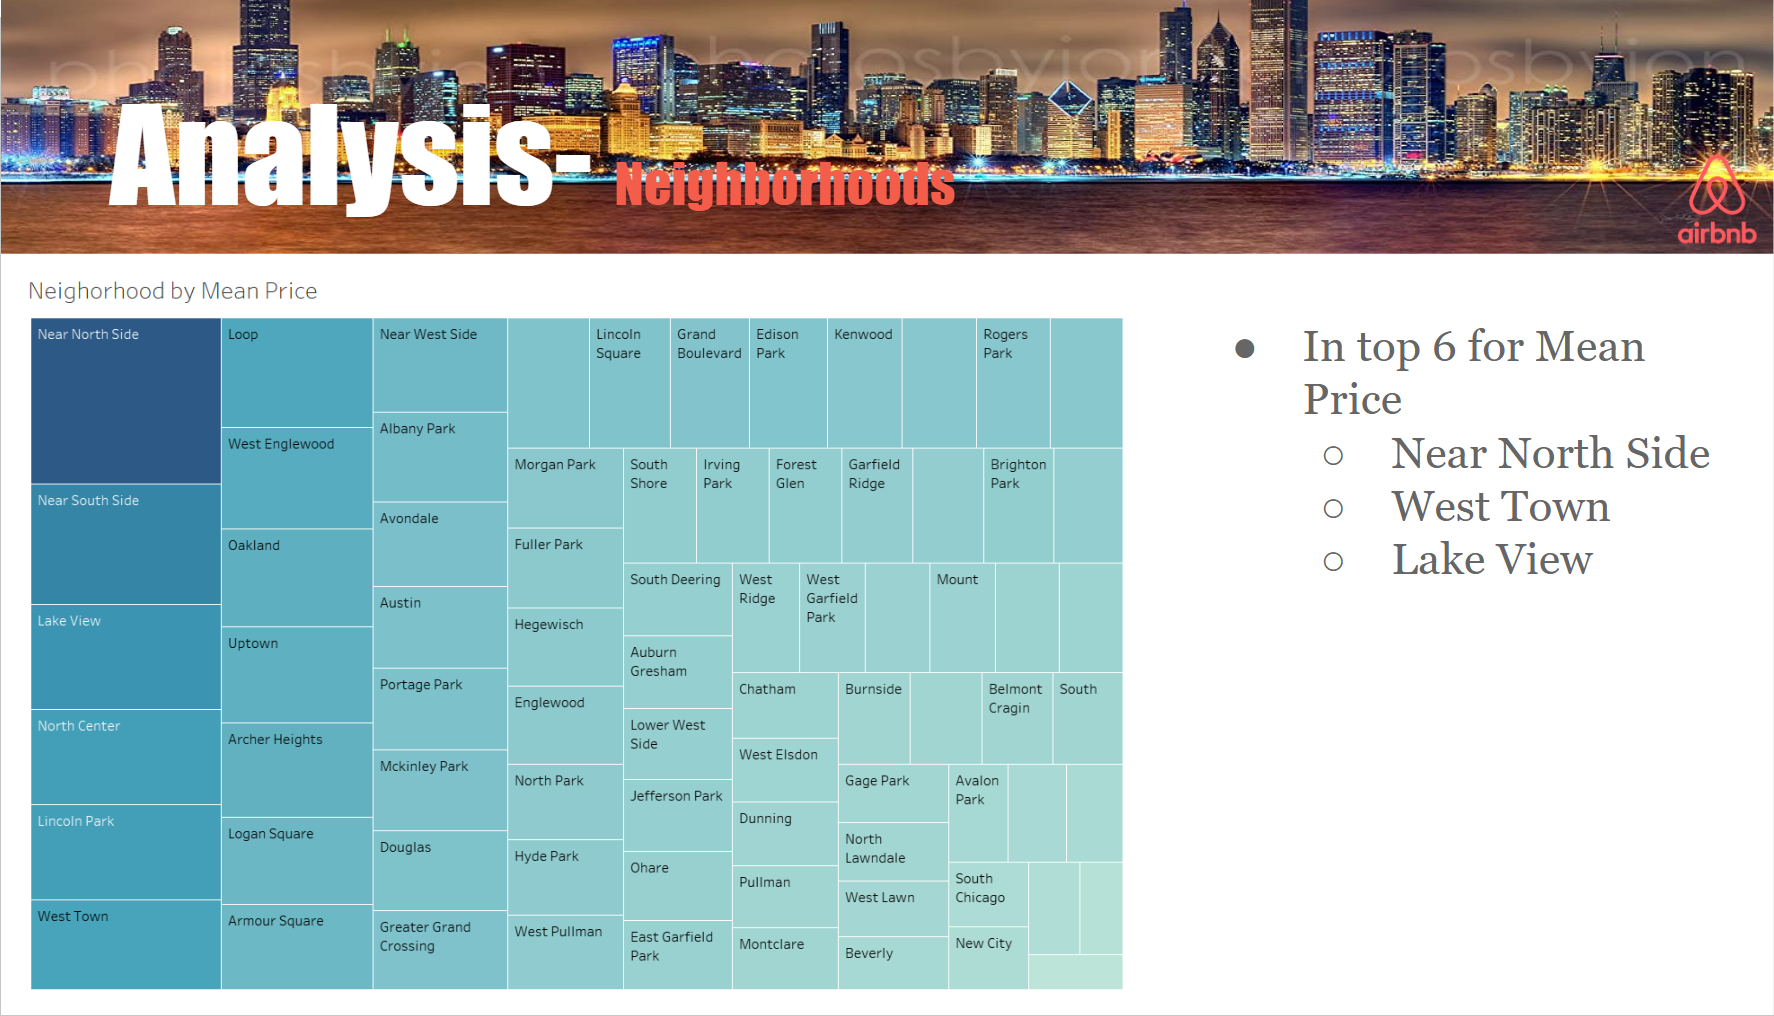 Analysis- Neighborhoods
airbnb
Neighorhood by Mean Price
Near North Side
Near South Side
Lake View
North Center
Lincoln Park
West Town
Loop
West Englewood
Oakland
Uptown
Archer Heights
Logan Square
Armour Square
Near West Side
Albany Park
Avondale
Austin
Portage Park
Mckinley Park
Douglas
Greater Grand
Crossing
Lincoln
Square
Grand
Boulevard
Edison
Park
Kenwood
Rogers
Park
Morgan Park
Fuller Park
Hegewisch
Englewood
North Park
Hyde Park
West Pullman
South
Shore
Irving
Park
Forest
Glen
Garfield
Ridge
Brighton
Park
South Deering
Auburn
Gresham
Lower West
Side
Jefferson Park
Ohare
East Garfield
Park
West
Ridge
West
Garfield
Park
Mount
Chatham
West Elsdon
Dunning
Pullman
Montclare
Burnside
Belmont
Cragin
South
Gage Park
North
Lawndale
West Lawn
Beverly
Avalon
Park
South
Chicago
New City
● In top 6 for Mean
Price
○ Near North Side
○ West Town
○ Lake View